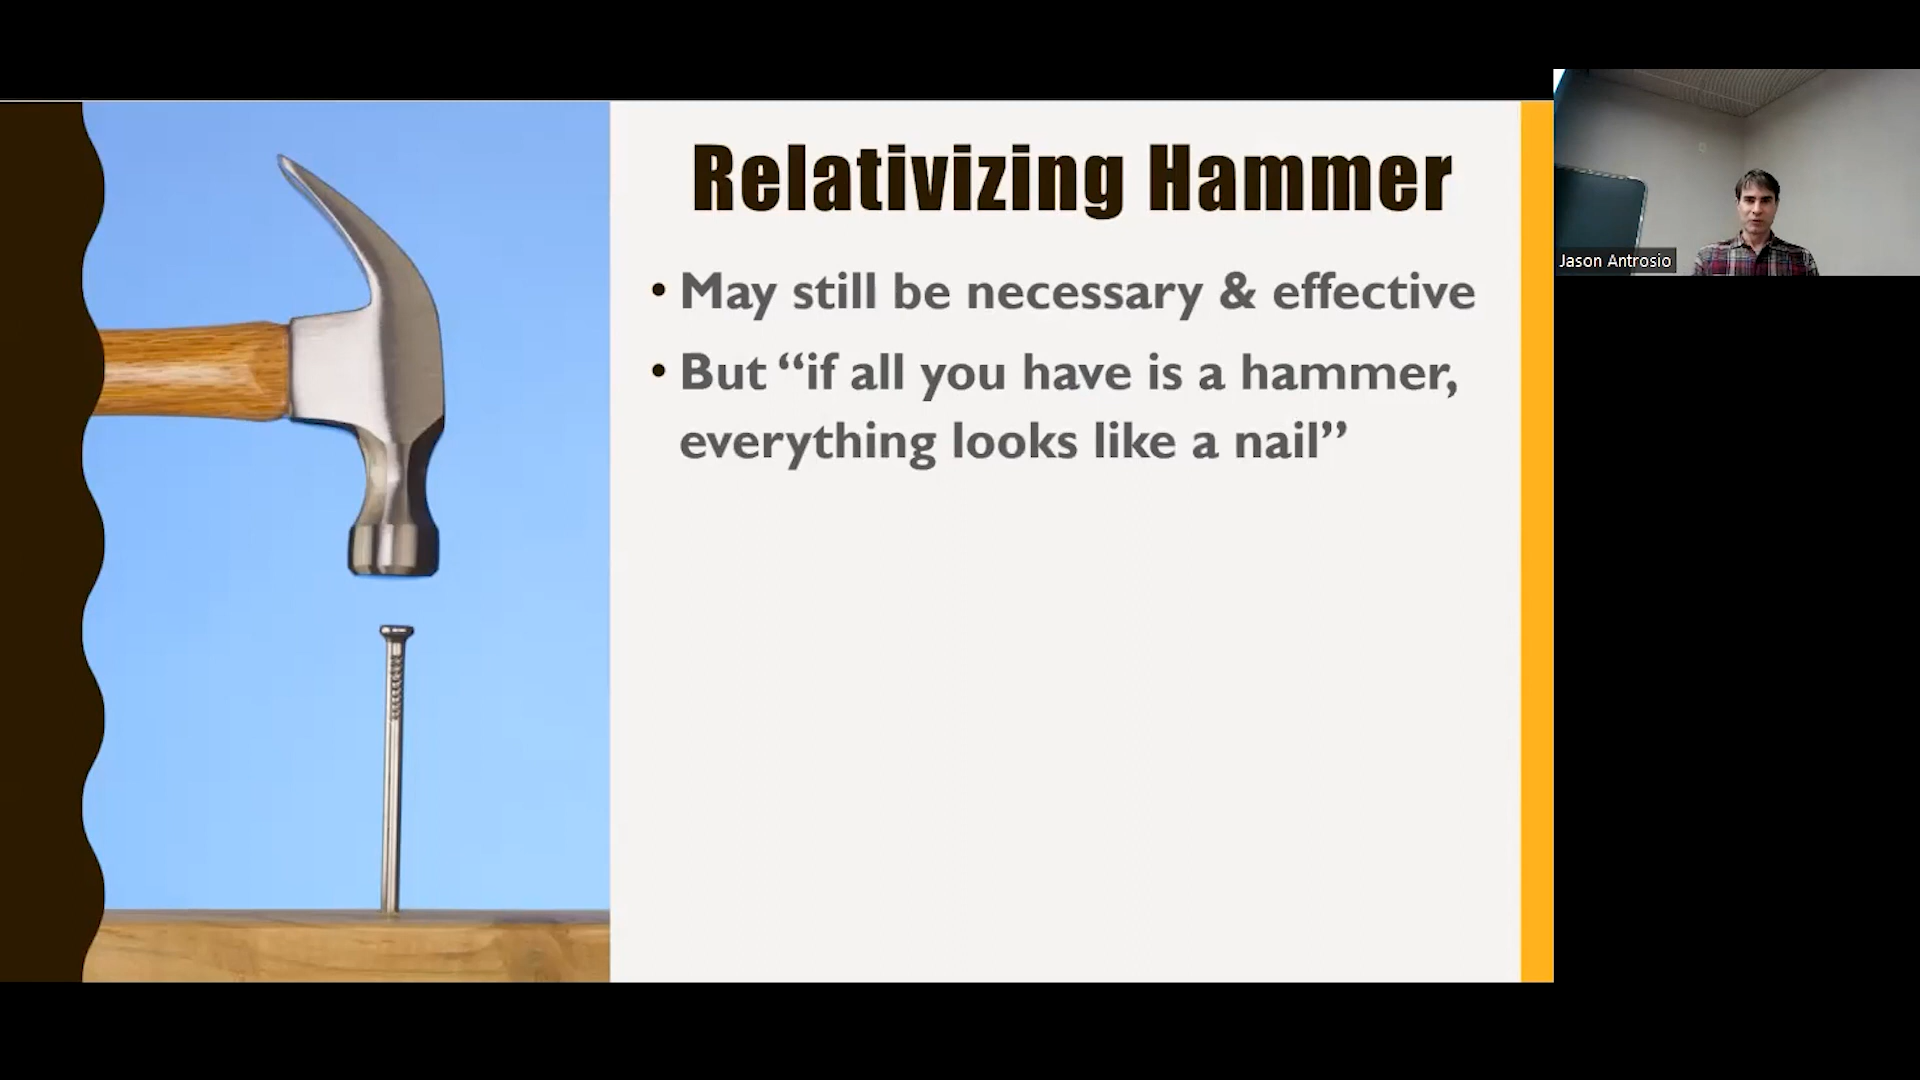 Relativizing Hammer
• May still be necessary & effective
• But “if all you have is a hammer,
everything looks like a nail”
Jason Antrosio